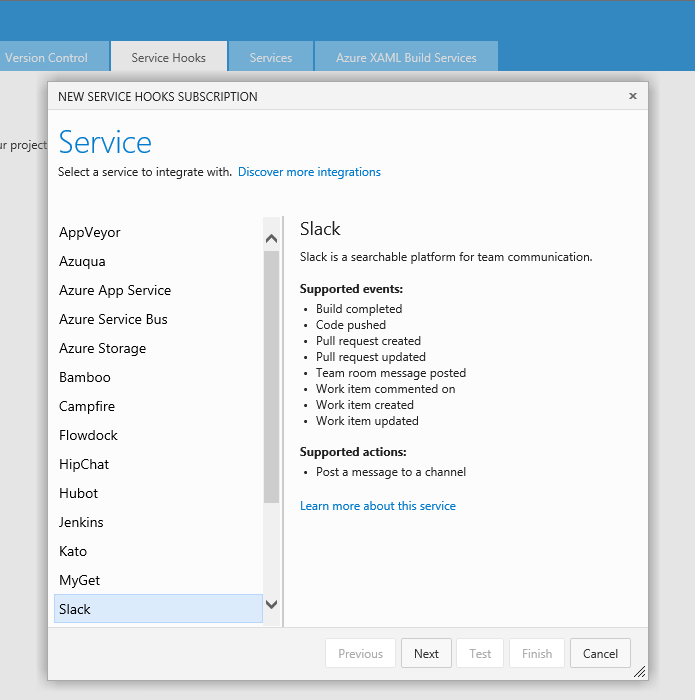 Version Control
Service Hooks
Services
Azure XAML Build Services
NEW SERVICE HOOKS SUBSCRIPTION
project
Service
Select a service to integrate with. Discover more integrations
AppVeyor
Azuqua
Azure App Service
Azure Service Bus
Azure Storage
Bamboo
Campfire
Flowdock
HipChat
Hubot
Jenkins
Kato
MyGet
Slack
Slack
Slack is a searchable platform for team communication.
Supported events:
• Build completed
• Code pushed
• Pull request created
• Pull request updated
• Team room message posted
• Work item commented on
• Work item created
• Work item updated
Supported actions:
• Post a message to a channel
Learn more about this service
Previous
Next
Test
Finish
Cancel